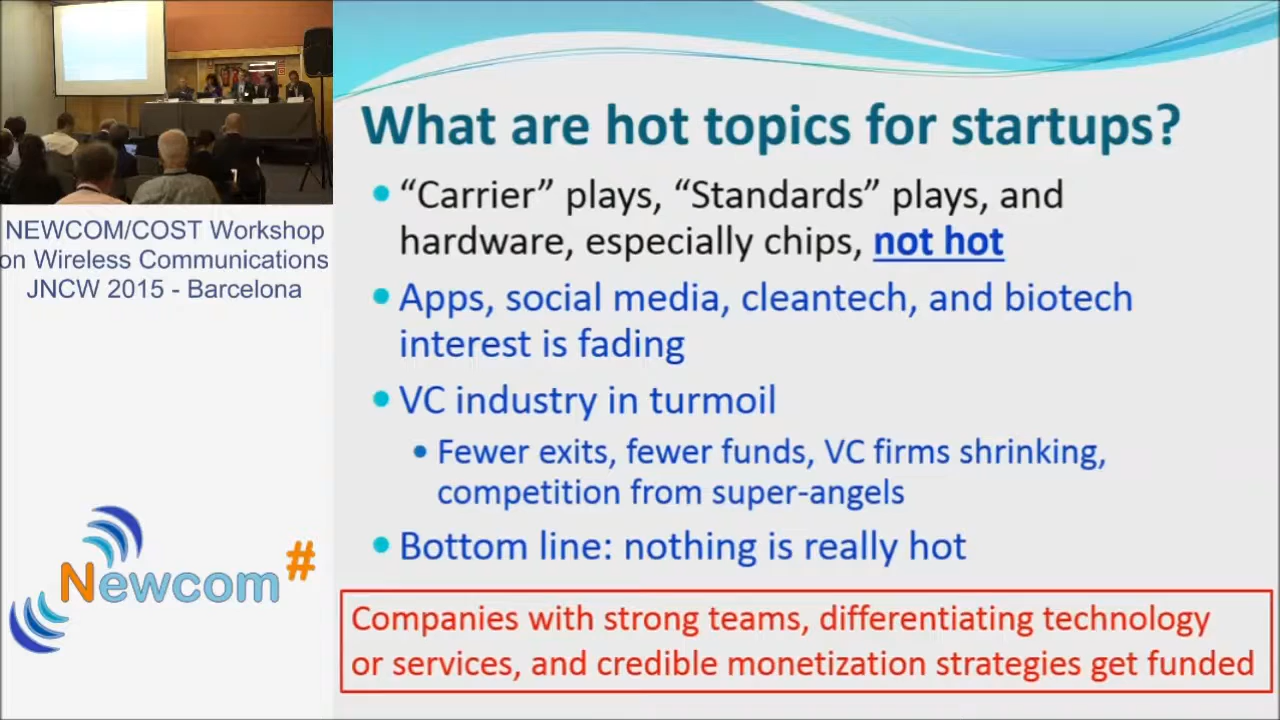 NEWCOM/COST Workshop
on Wireless Communications
JNCW 2015 - Barcelona
Newcom#
What are hot topics for startups?
• “Carrier” plays, “Standards” plays, and
hardware, especially chips, not hot
• Apps, social media, cleantech, and biotech
interest is fading
• VC industry in turmoil
• Fewer exits, fewer funds, VC firms shrinking,
competition from super-angels
• Bottom line: nothing is really hot
Companies with strong teams, differentiating technology
or services, and credible monetization strategies get funded